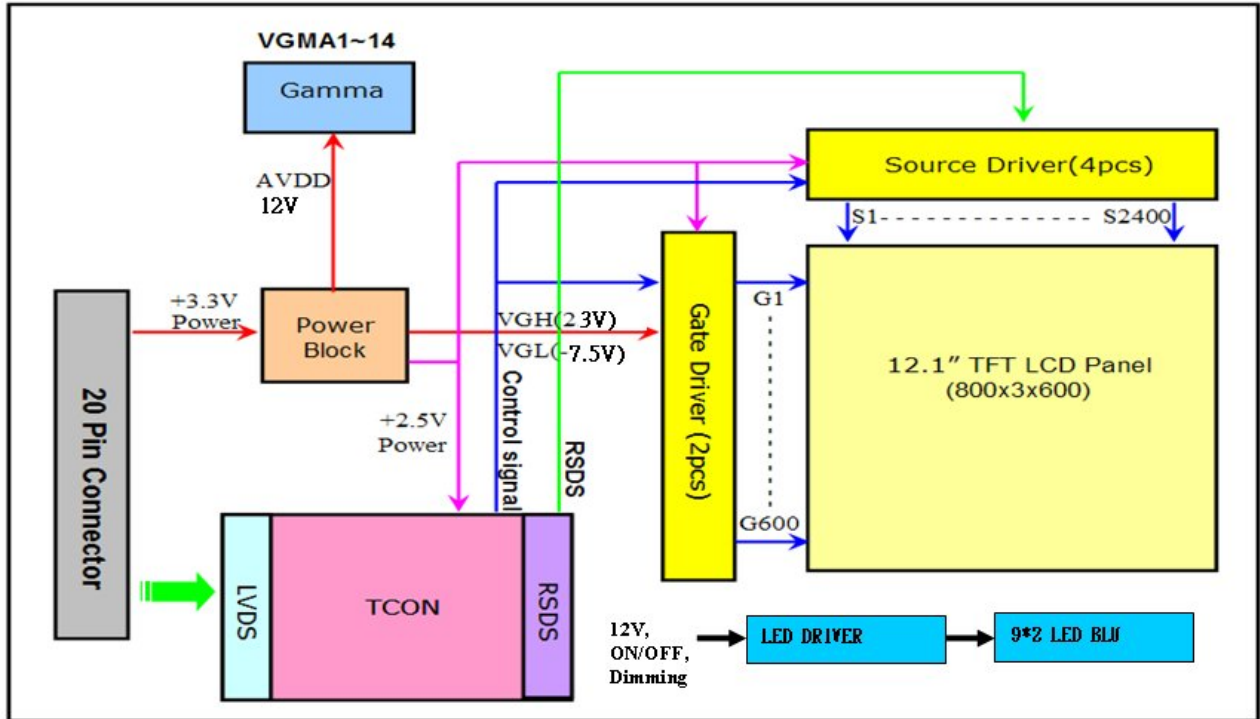 VGMA1~14
Gamma
AVDD
12V
Source Driver(4pcs)
S1- - - - - - - - - - - - - - S2400
+3.3V
Power
Power
Block
VGH(23V)
VGL(-7.5V)
G1
Gate Driver (2pcs)
12.1" TFT LCD Panel
(800x3x600)
20 Pin Connector
+2.5V
Power
Control signal
RSDS
G600
LVDS
TCON
RSDS
12V,
ON/OFF,
Dimming
LED DRIVER
9*2 LED BLU